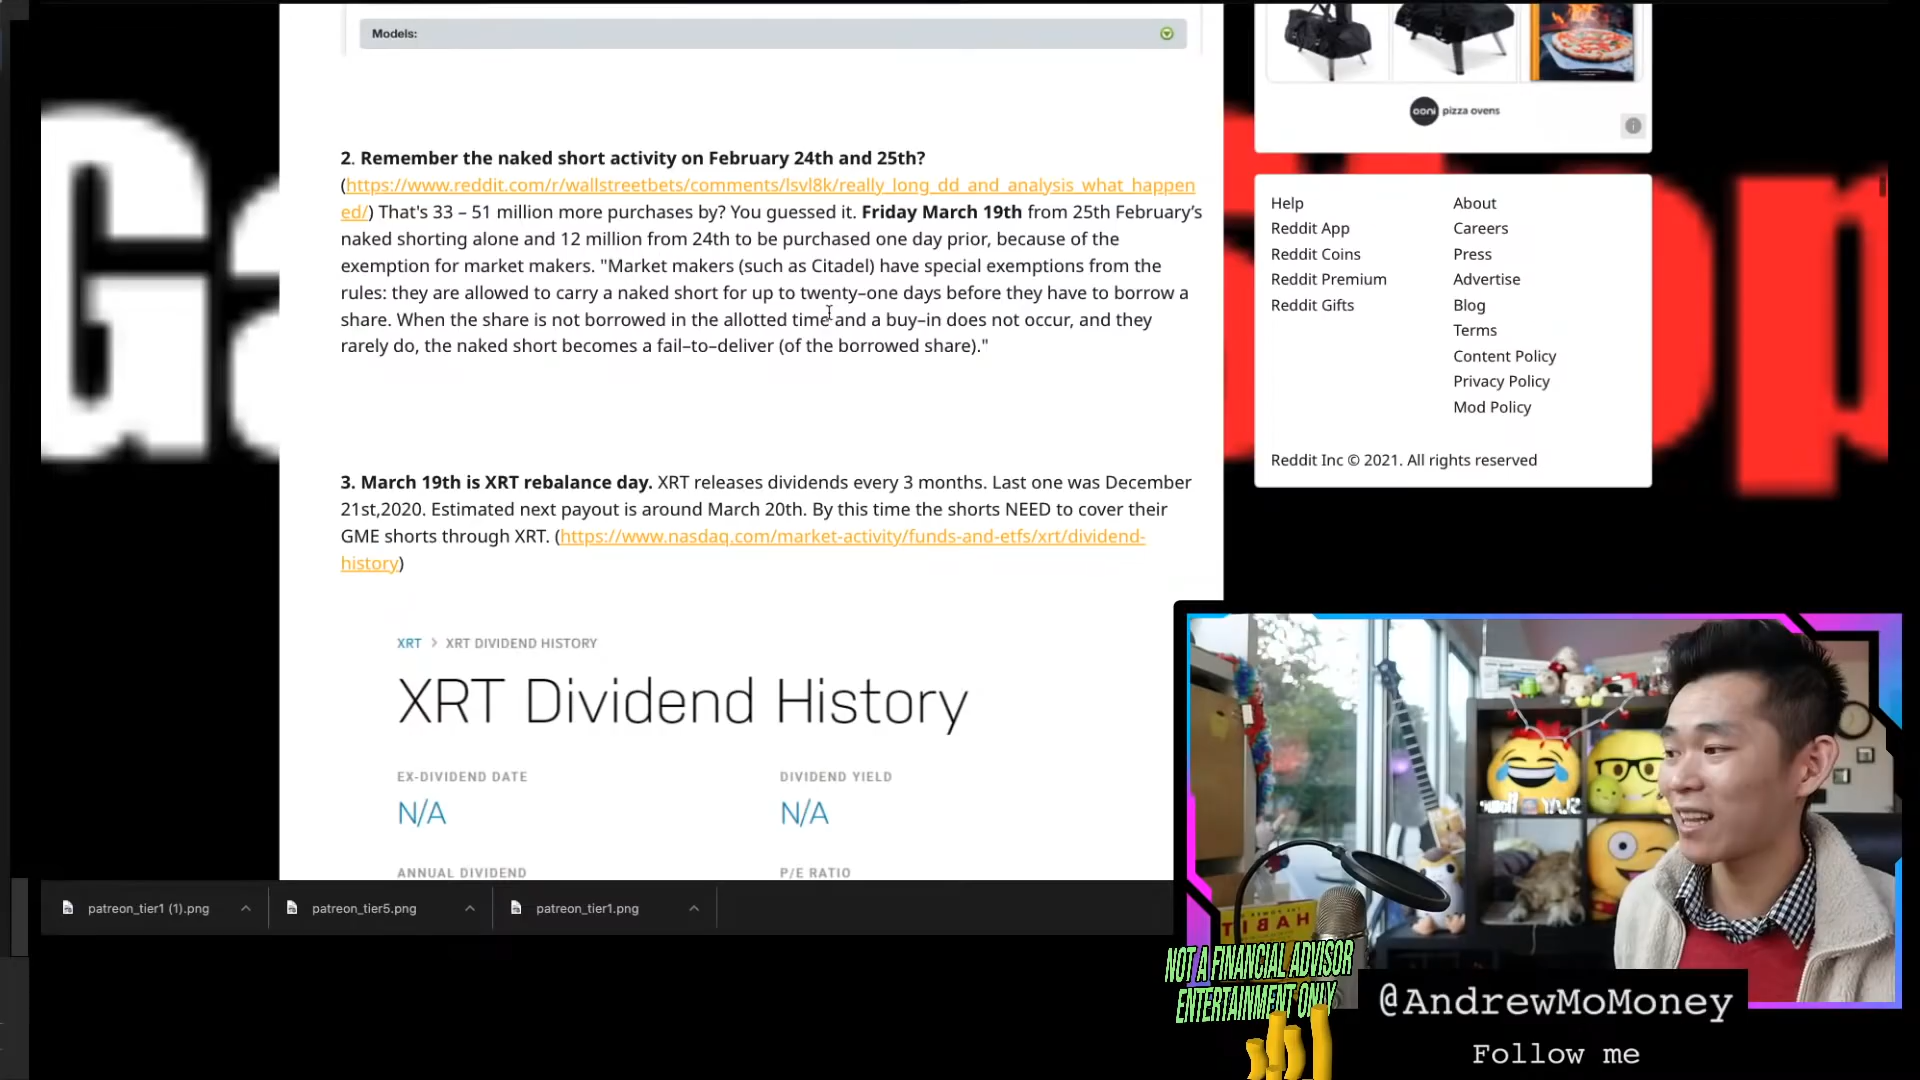 Models:
2. Remember the naked short activity on February 24th and 25th?
(https://www.reddit.com/r/wallstreetbets/comments/lsvl8k/really_long_dd_and_analysis_what_happen
ed/) That's 33 – 51 million more purchases by? You guessed it. Friday March 19th from 25th February's
naked shorting alone and 12 million from 24th to be purchased one day prior, because of the
exemption for market makers. "Market makers (such as Citadel) have special exemptions from the
rules: they are allowed to carry a naked short for up to twenty–one days before they have to borrow a
share. When the share is not borrowed in the allotted time and a buy–in does not occur, and they
rarely do, the naked short becomes a fail–to–deliver (of the borrowed share)."
3. March 19th is XRT rebalance day. XRT releases dividends every 3 months. Last one was December
21st,2020. Estimated next payout is around March 20th. By this time the shorts NEED to cover their
GME shorts through XRT. (https://www.nasdaq.com/market-activity/funds-and-etfs/xrt/dividend-
history)
XRT > XRT DIVIDEND HISTORY
XRT Dividend History
EX-DIVIDEND DATE
N/A
DIVIDEND YIELD
N/A
ANNUAL DIVIDEND
P/E RATIO
ooni pizza ovens
Help
Reddit App
Reddit Coins
Reddit Premium
Reddit Gifts
About
Careers
Press
Advertise
Blog
Terms
Content Policy
Privacy Policy
Mod Policy
Reddit Inc © 2021. All rights reserved
patreon_tier1 (1).png
patreon_tier5.png
patreon_tier1.png
HABIT
NOT A FINANCIAL ADVISOR
ENTERTAINMENT ONLY
@AndrewMoMoney
Follow me